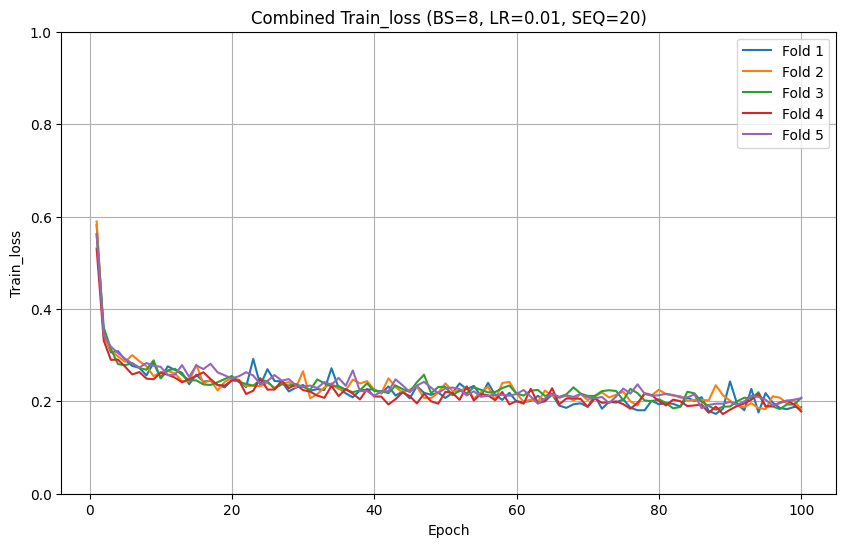 Combined Train_loss (BS=8, LR=0.01, SEQ=20)
Fold 1
Fold 2
Fold 3
Fold 4
Fold 5
Train_loss
1.0
0.8
0.6
0.4
0.2
0.0
0 20 40 60 80 100
Epoch